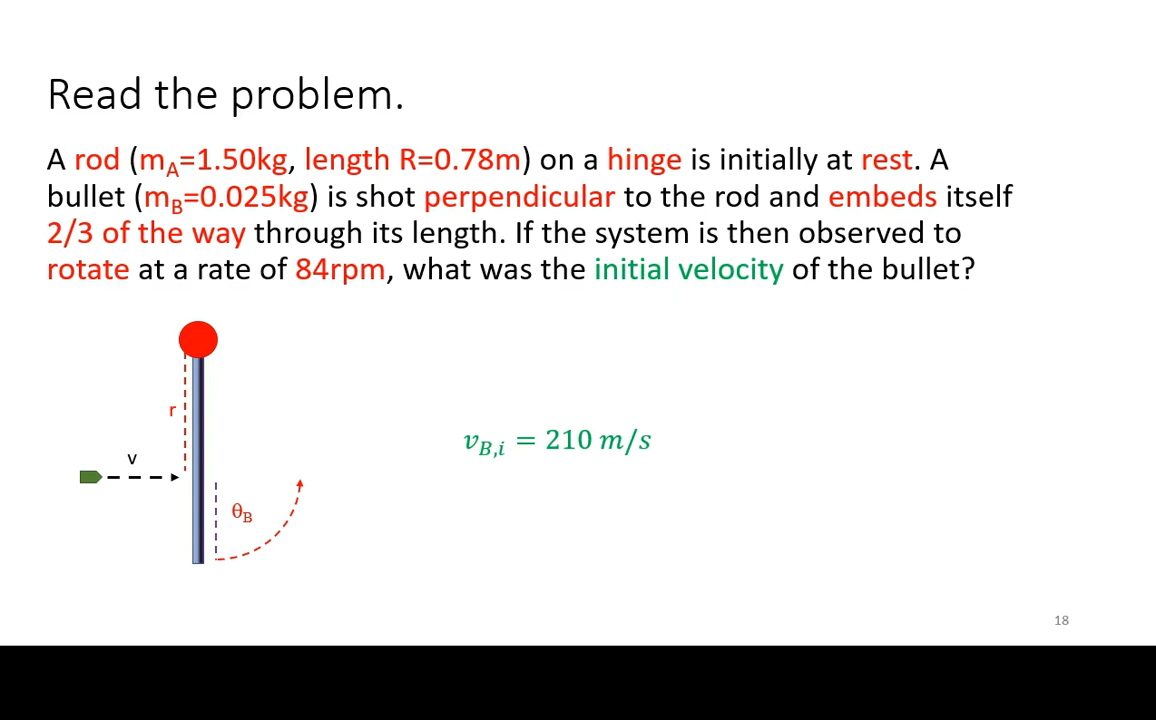 Read the problem.
A rod (m_A=1.50kg, length R=0.78m) on a hinge is initially at rest. A
bullet (m_B=0.025kg) is shot perpendicular to the rod and embeds itself
2/3 of the way through its length. If the system is then observed to
rotate at a rate of 84rpm, what was the initial velocity of the bullet?
r
v
θ_B
v_{B,i} = 210 m/s
18